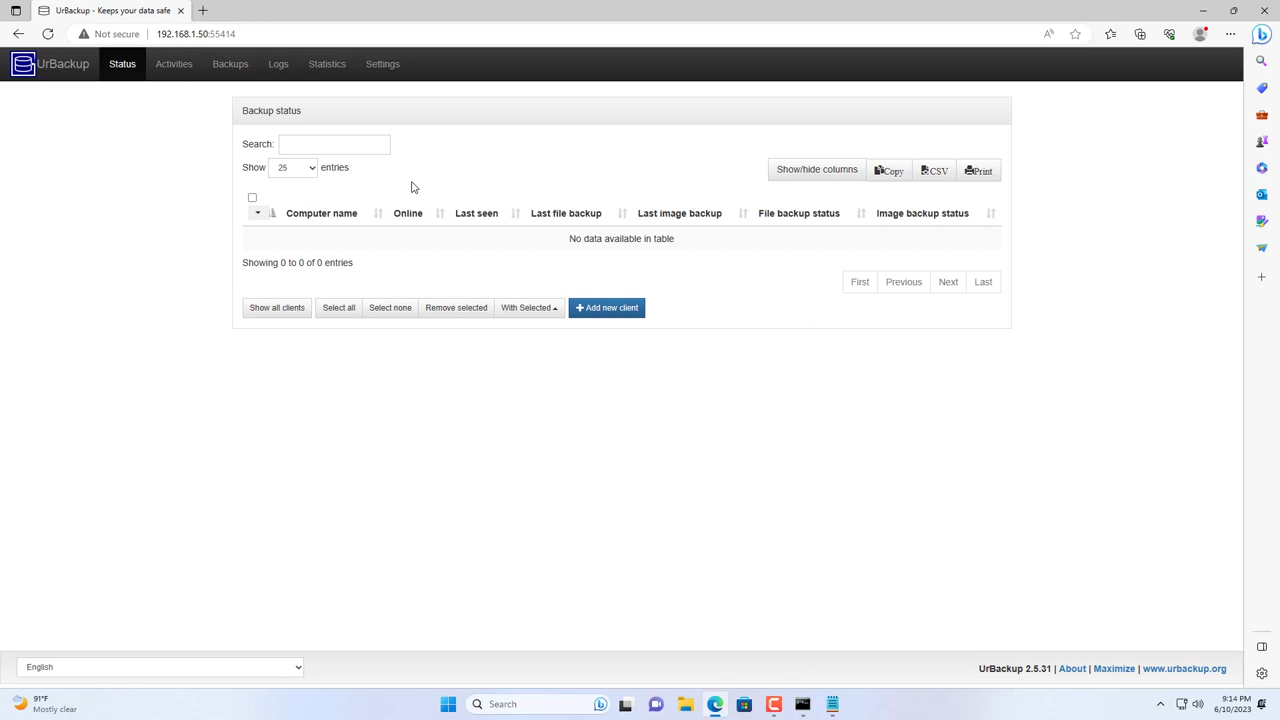 UrBackup - Keeps your data safe
Not secure
192.168.1.50:55414
UrBackup
Status
Activities
Backups
Logs
Statistics
Settings
Backup status
Search:
Show 25 entries
Show/hide columns
Copy
CSV
Print
Computer name
Online
Last seen
Last file backup
Last image backup
File backup status
Image backup status
No data available in table
Showing 0 to 0 of 0 entries
First
Previous
Next
Last
Show all clients
Select all
Select none
Remove selected
With Selected
Add new client
English
UrBackup 2.5.31 | About | Maximize | www.urbackup.org
91°F
Mostly clear
Search
9:14 PM
6/10/2023